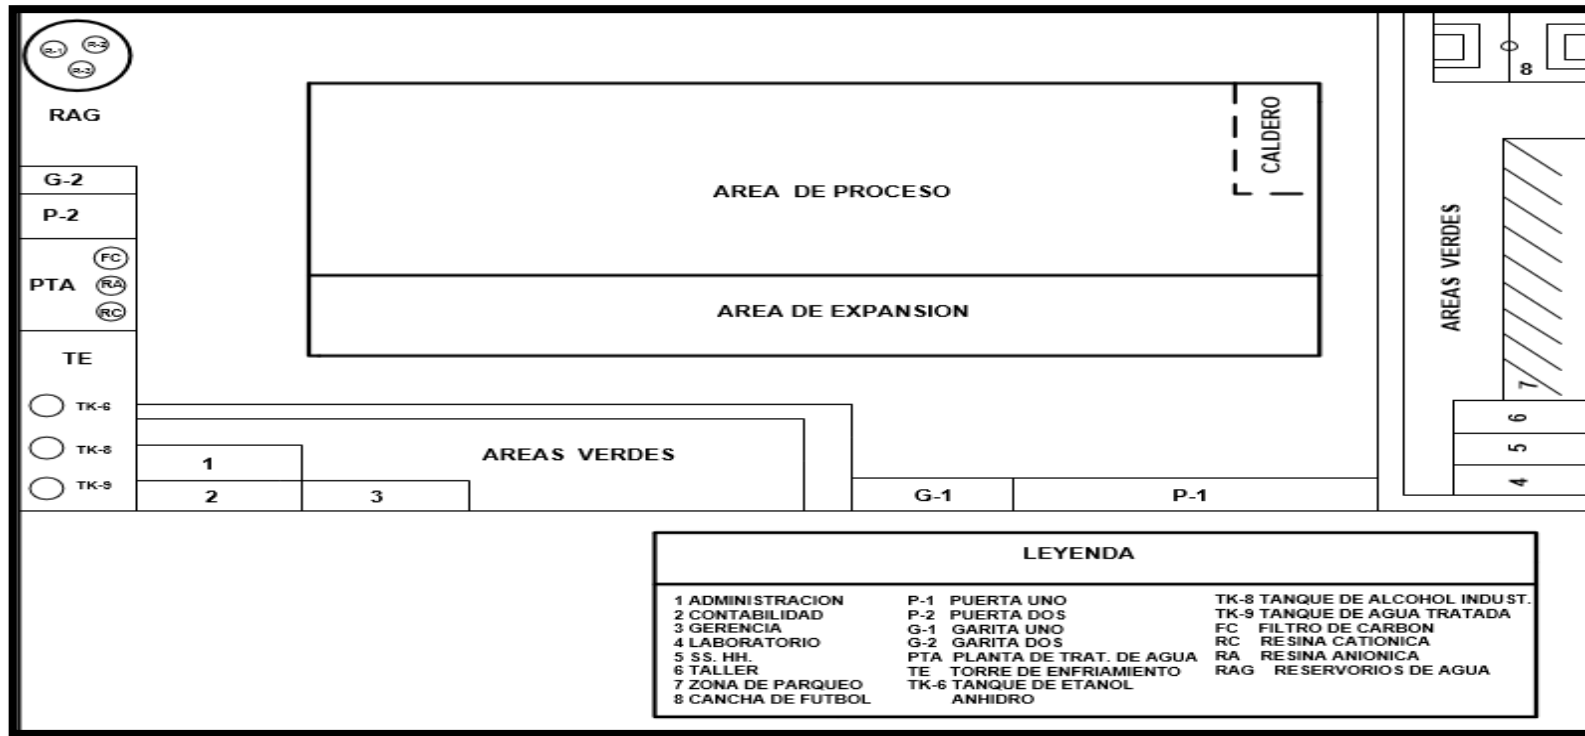 R-1 R-2
R-3
RAG
8
CALDERO
G-2
AREA DE PROCESO
P-2
FC
PTA RA
RC
AREAS VERDES
AREA DE EXPANSION
TE
TK-6
7
6
TK-8
1
AREAS VERDES
5
TK-9
2
3
G-1
P-1
4
LEYENDA
1 ADMINISTRACION
2 CONTABILIDAD
3 GERENCIA
4 LABORATORIO
5 SS. HH.
6 TALLER
7 ZONA DE PARQUEO
8 CANCHA DE FUTBOL
P-1 PUERTA UNO
P-2 PUERTA DOS
G-1 GARITA UNO
G-2 GARITA DOS
PTA PLANTA DE TRAT. DE AGUA
TE TORRE DE ENFRIAMIENTO
TK-6 TANQUE DE ETANOL
ANHIDRO
TK-8 TANQUE DE ALCOHOL INDUST.
TK-9 TANQUE DE AGUA TRATADA
FC FILTRO DE CARBON
RC RESINA CATIONICA
RA RESINA ANIONICA
RAG RESERVORIOS DE AGUA